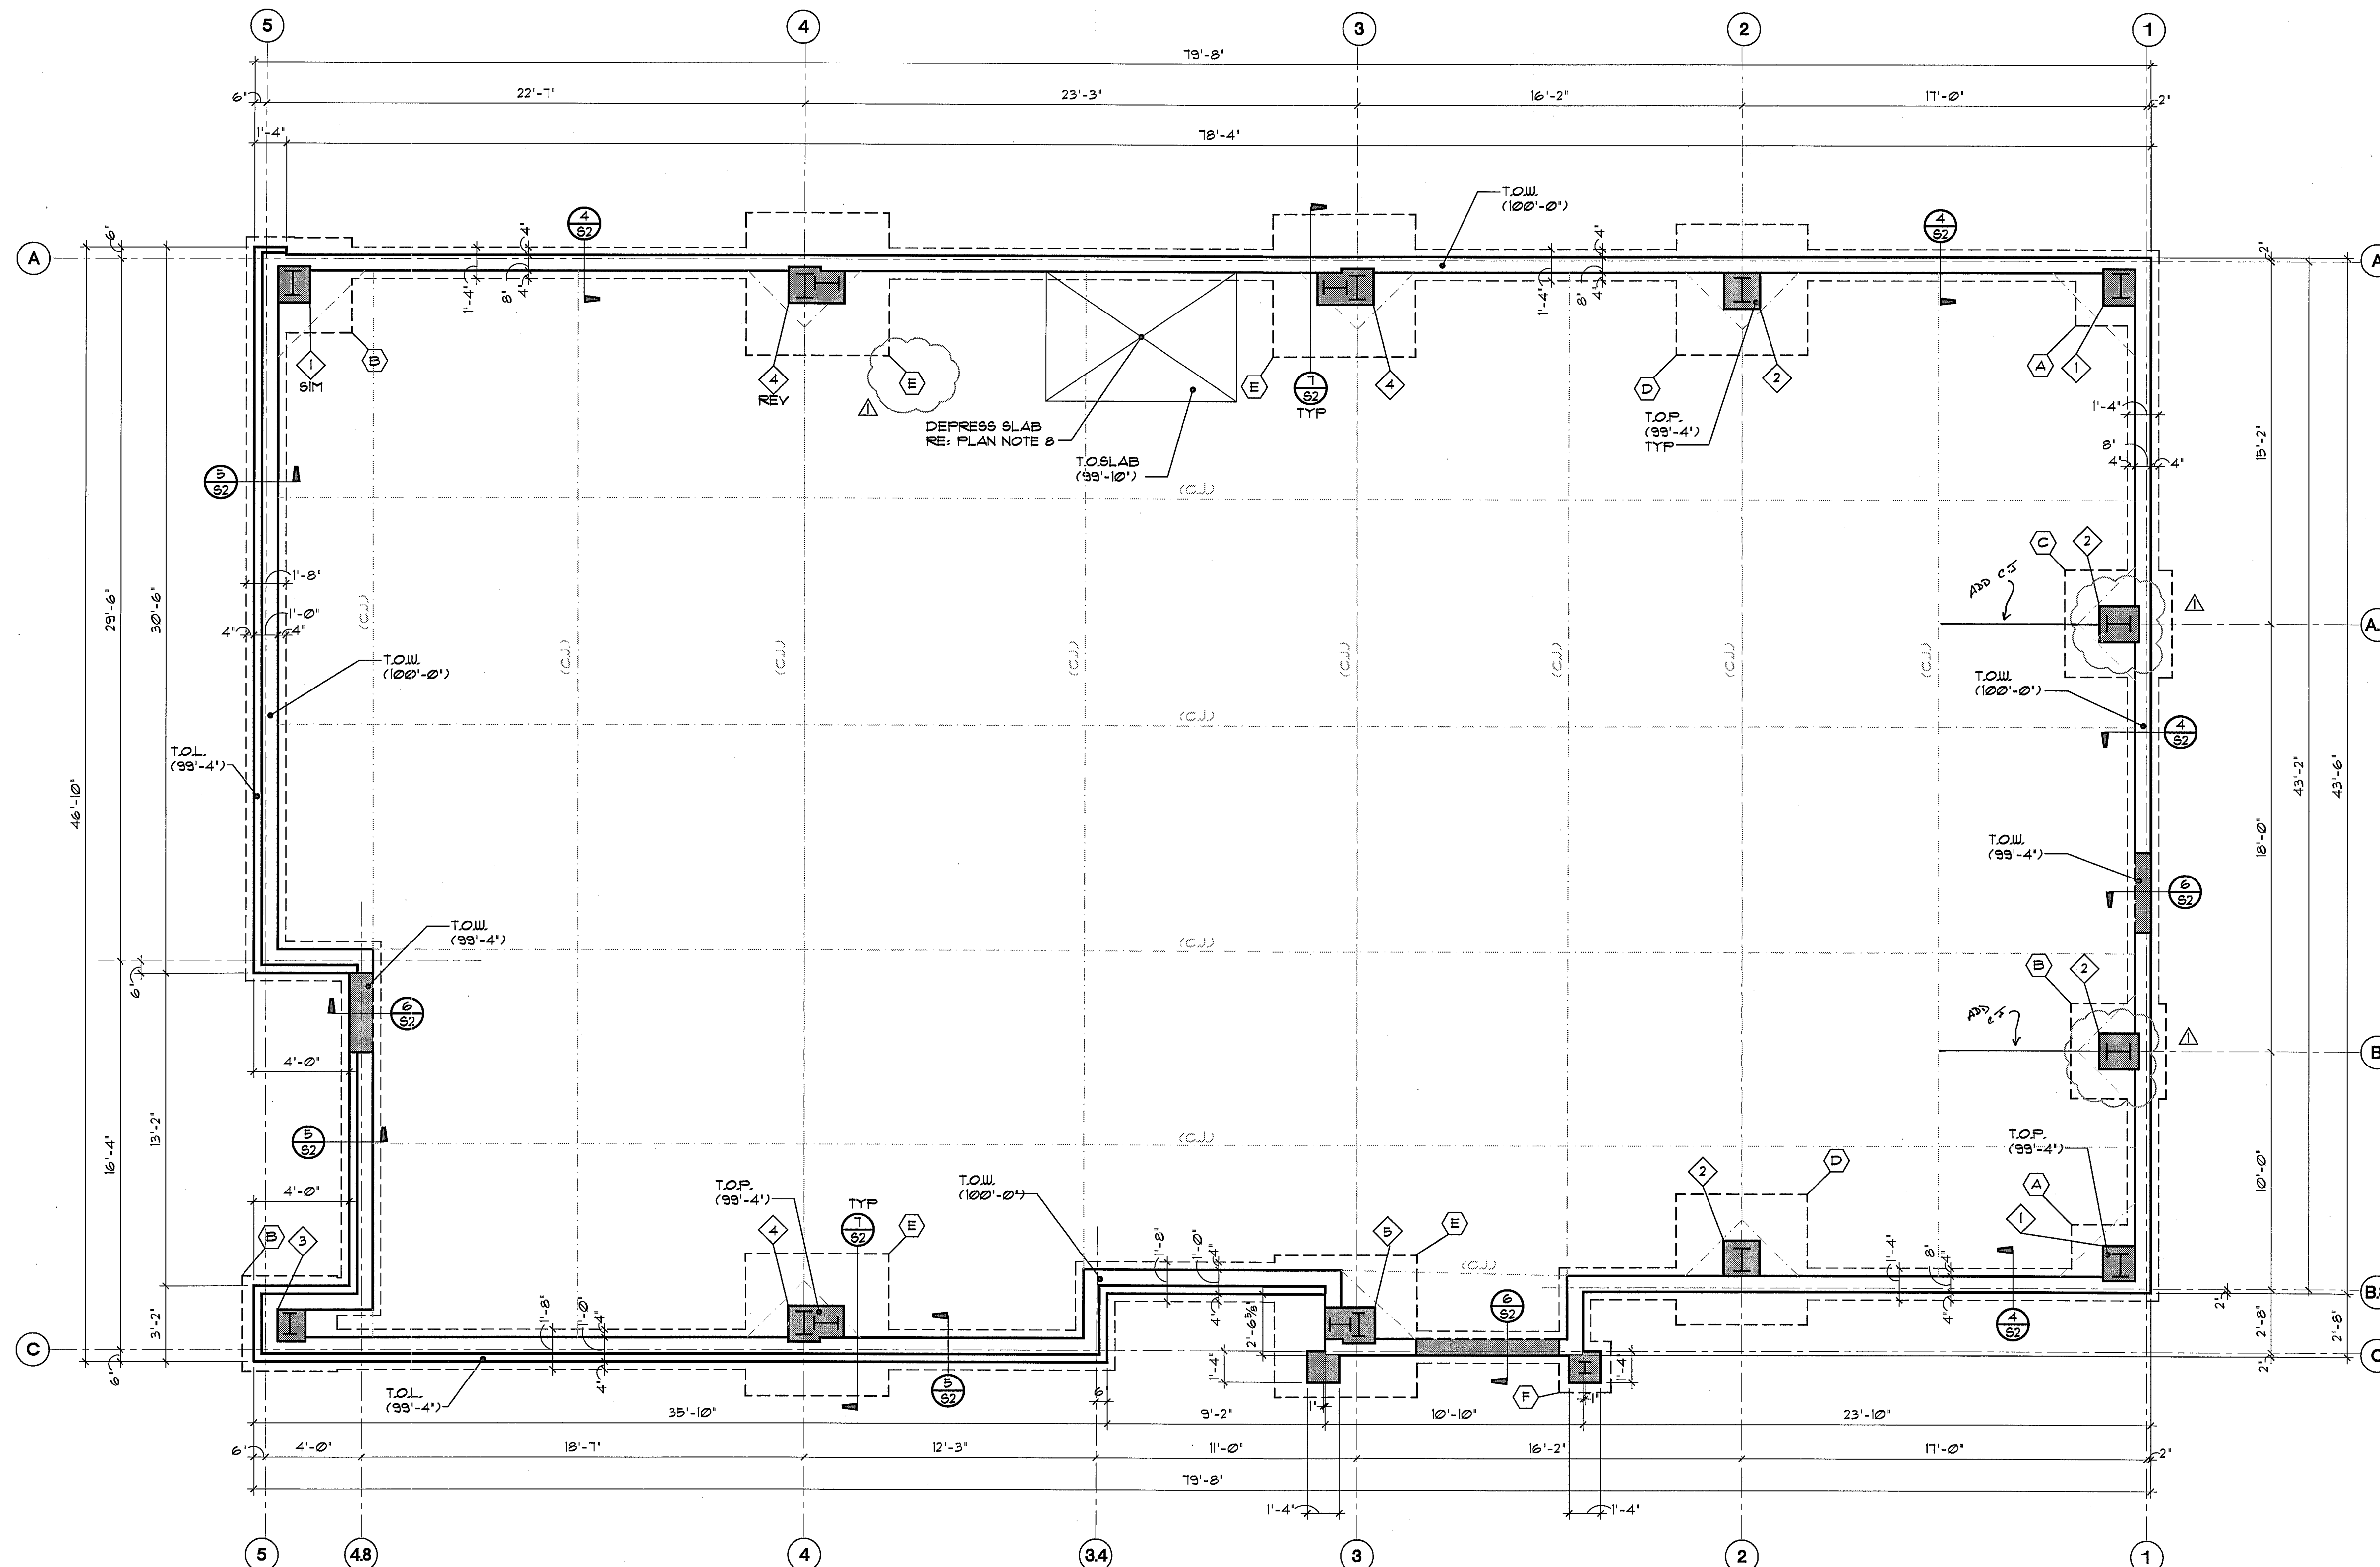 5
4
3
2
1
79'-8"
6"
22'-7"
23'-3"
16'-2"
17'-0"
2"
1'-4"
78'-4"
T.O.W.
(100'-0")
4
S2
4
S2
6"
4"
1'-4"
8"
4"
4"
1'-4"
8"
4"
2"
A
A
1
SIM
B
4
REV
E
1
DEPRESS SLAB
RE: PLAN NOTE 8
T.O.SLAB
(99'-10")
E
7
S2
TYP
4
D
T.O.P.
(99'-4")
TYP
2
A
1
1'-4"
8"
4"
4"
15'-2"
5
S2
(C.J.)
1'-8"
1'-0"
4"
4"
29'-6"
30'-6"
(C.J.)
(C.J.)
(C.J.)
(C.J.)
(C.J.)
(C.J.)
(C.J.)
(C.J.)
ADD C.J
C
2
1
A.
T.O.W.
(100'-0")
T.O.W.
(100'-0")
(C.J.)
4
S2
T.O.L.
(99'-4")
46'-10"
43'-2"
43'-6"
18'-0"
T.O.W.
(99'-4")
6
S2
T.O.W.
(99'-4")
(C.J.)
6"
B
2
6
S2
ADD
1
B
4'-0"
13'-2"
16'-4"
5
S2
(C.J.)
4'-0"
T.O.P.
(99'-4")
TYP
7
S2
T.O.W.
(100'-0")
2
D
T.O.P.
(99'-4")
A
1
10'-0"
B
3
4
E
1'-8"
1'-0"
4"
5
E
(C.J.)
1'-4"
8"
4"
4"
2'-6 5/8"
6
S2
4
S2
4"
2"
B.
3'-2"
2'-8"
2'-8"
C
6"
1'-8"
1'-0"
4"
4"
T.O.L.
(99'-4")
5
S2
1'-4"
F
1'-4"
2"
C
1"
1"
35'-10"
6"
9'-2"
10'-10"
23'-10"
6"
4'-0"
18'-7"
12'-3"
11'-0"
16'-2"
17'-0"
2"
79'-8"
1'-4"
1'-4"
5
4.8
4
3.4
3
2
1